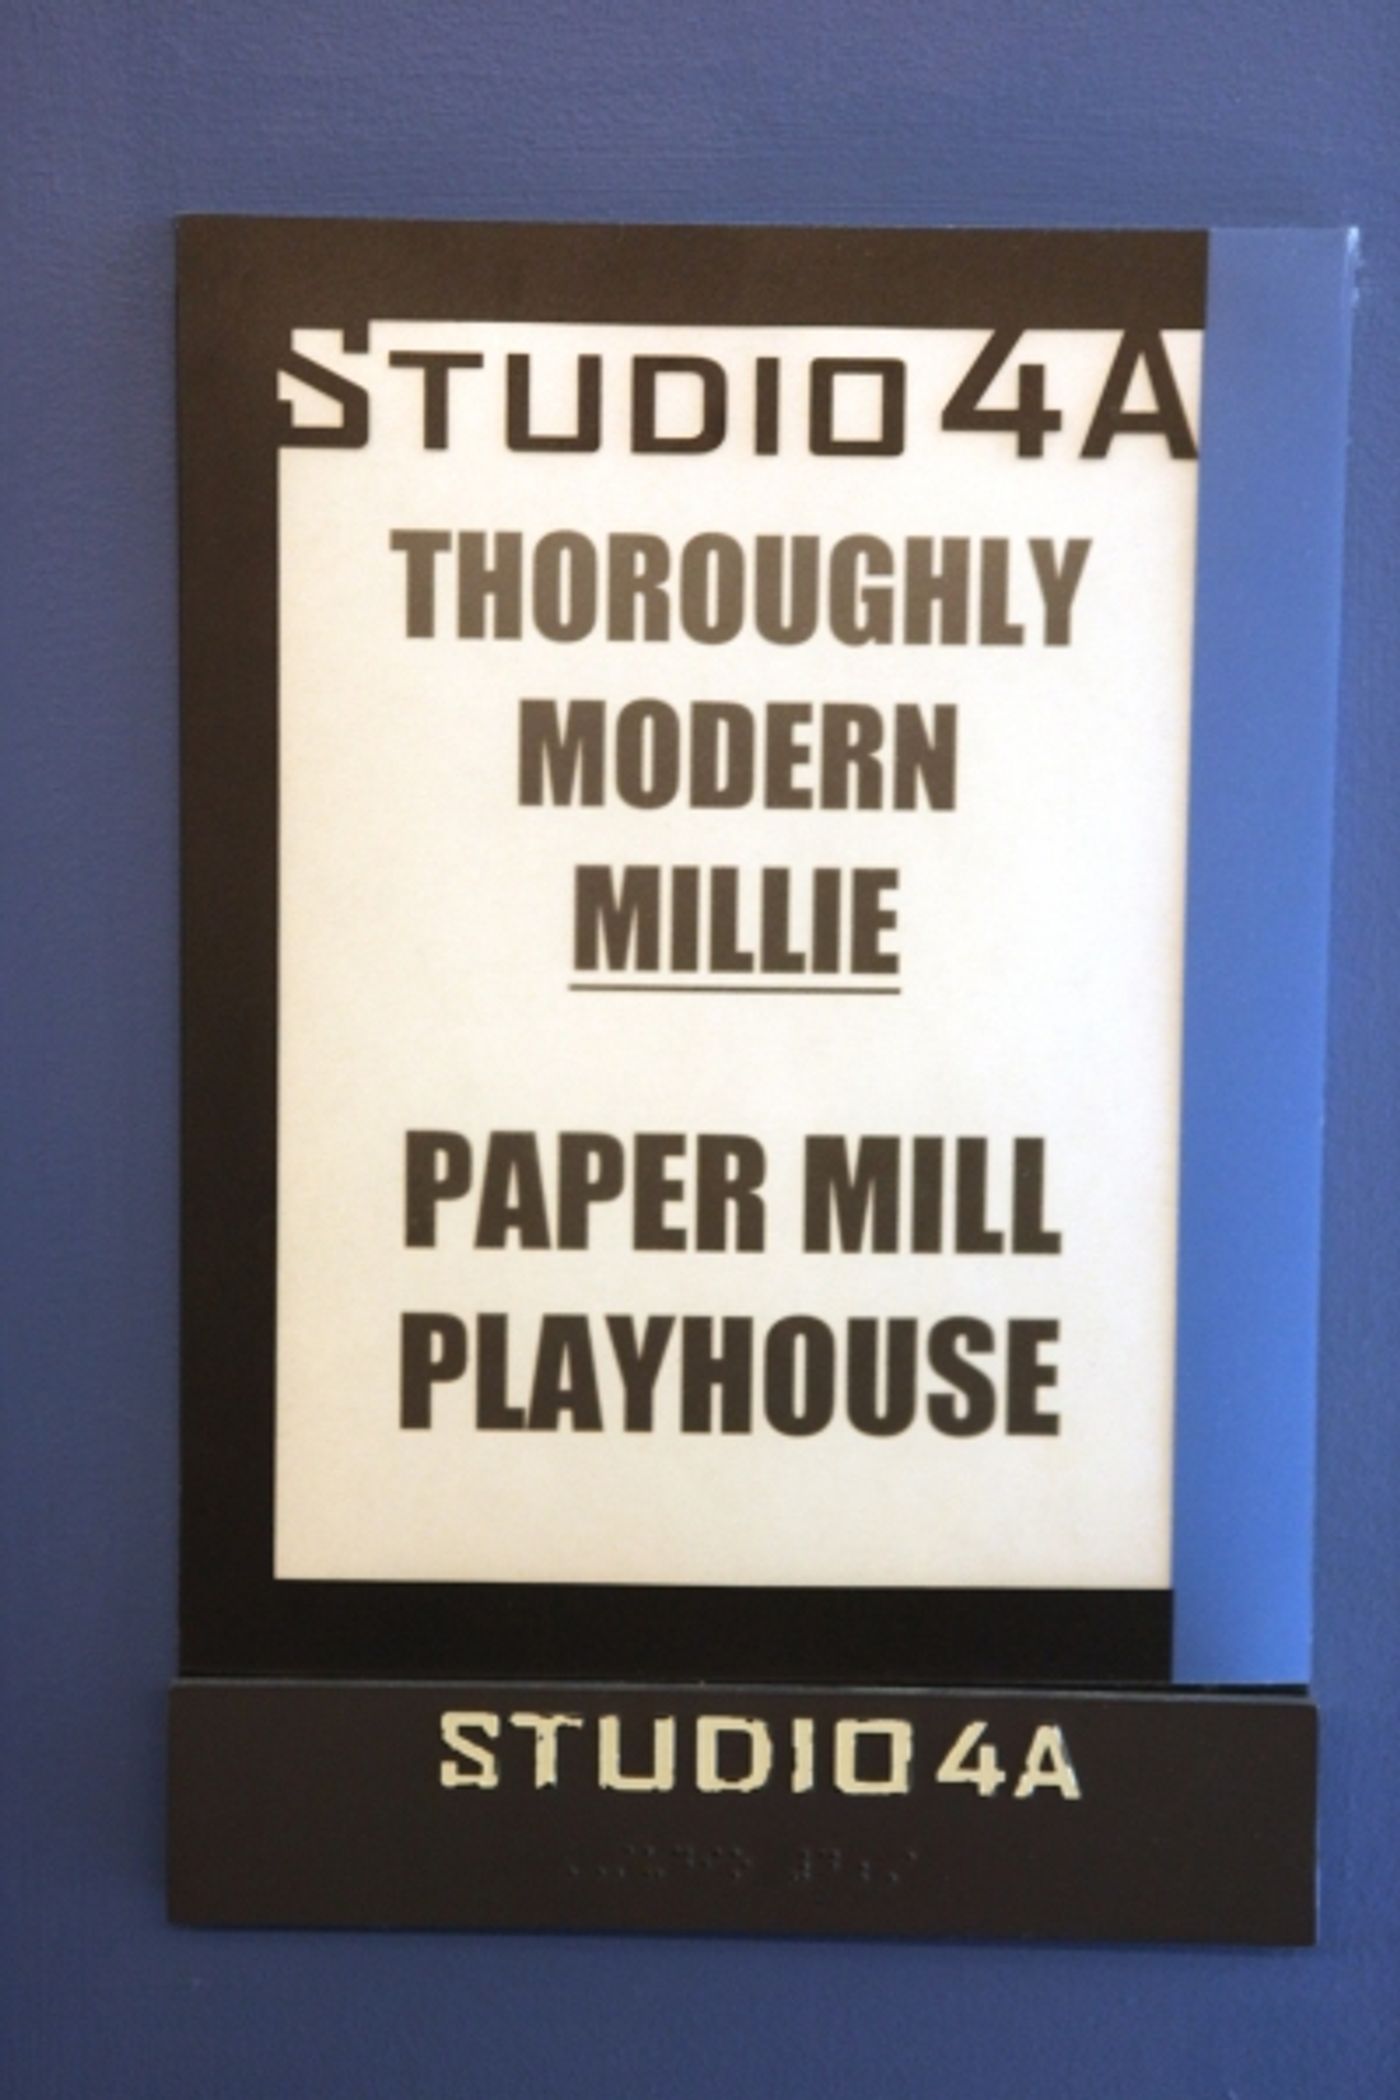 STUDIO 4A
THOROUGHLY
MODERN
MILLIE
PAPER MILL
PLAYHOUSE
STUDIO 4A